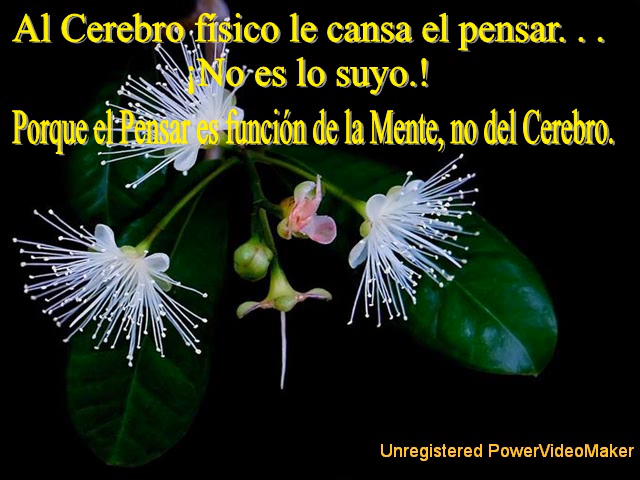 Al Cerebro físico le cansa el pensar. . .
¡No es lo suyo.!
Porque el Pensar es función de la Mente, no del Cerebro.
Unregistered PowerVideoMaker